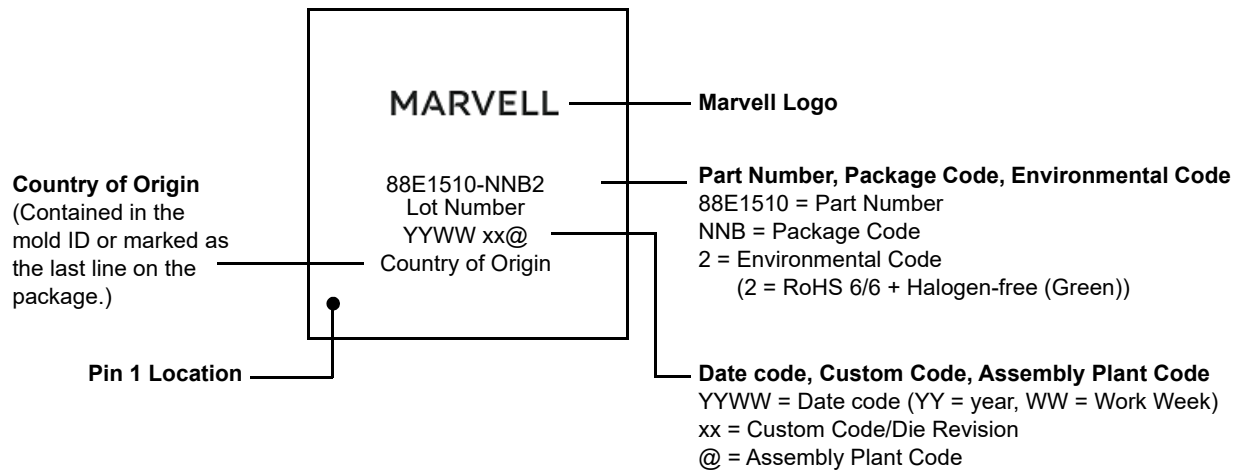 MARVELL
88E1510-NNB2
Lot Number
YYWW xx@
Country of Origin
Country of Origin
(Contained in the
mold ID or marked as
the last line on the
package.)
Pin 1 Location
Marvell Logo
Part Number, Package Code, Environmental Code
88E1510 = Part Number
NNB = Package Code
2 = Environmental Code
(2 = RoHS 6/6 + Halogen-free (Green))
Date code, Custom Code, Assembly Plant Code
YYWW = Date code (YY = year, WW = Work Week)
xx = Custom Code/Die Revision
@ = Assembly Plant Code